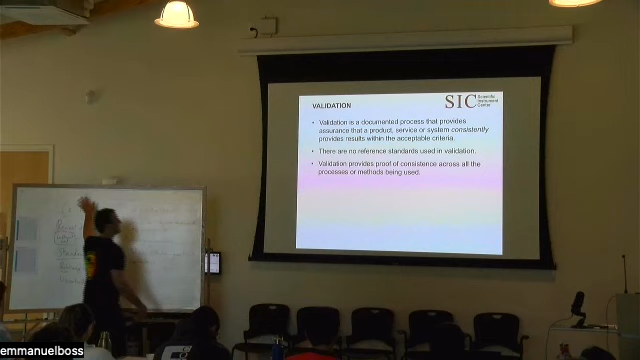 VALIDATION
SIC Scientific
Instrument
Center
• Validation is a documented process that provides
assurance that a product, service or system consistently
provides results within the acceptable criteria.
• There are no reference standards used in validation.
• Validation provides proof of consistence across all the
processes or methods being used.
emmanuelboss